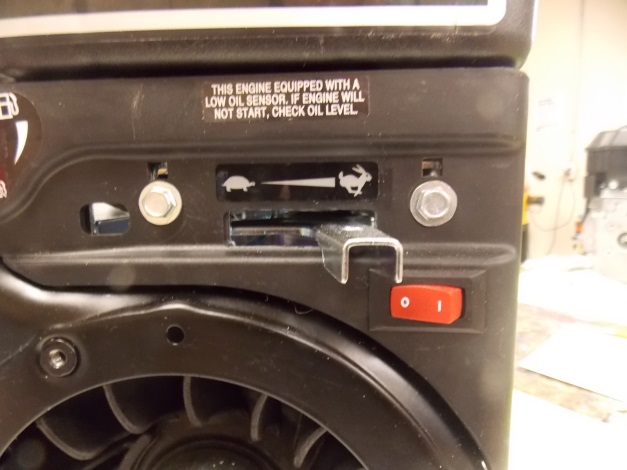 THIS ENGINE EQUIPPED WITH A
LOW OIL SENSOR. IF ENGINE WILL
NOT START, CHECK OIL LEVEL.
O I